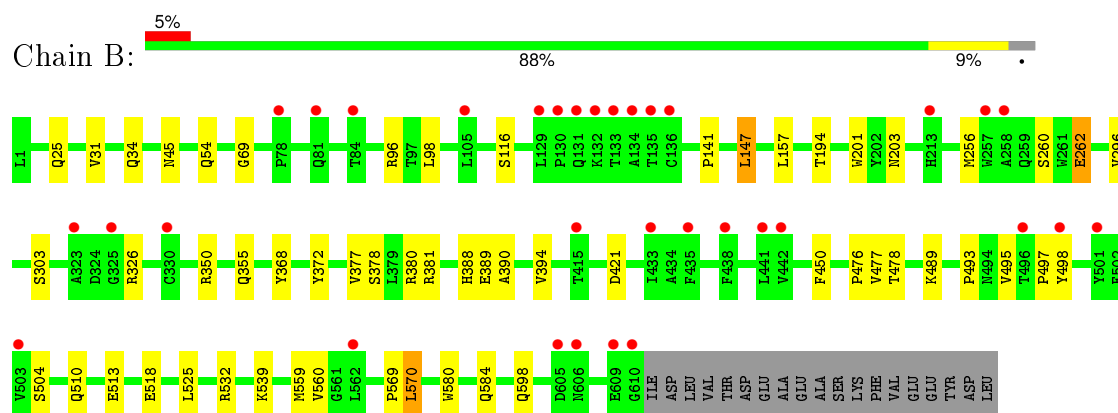 5%
Chain B:
88% 9% •
L1 Q25 V31 Q34 N45 Q54 G69 P78 Q81 T84 R96 T97 L98 L105 S116 L129 P130 Q131 K132 T133 A134 T135 C136 P141 L147 L157 T194 W201 Y202 N203 H213 M256 W257 A258 Q259 S260 W261 E262
S303 A323 D324 G325 R326 C330 R350 Q355 Y368 Y372 V377 S378 L379 R380 R381 H388 E389 A390 V394 T415 D421 I433 A434 F435 F438 L441 V442 F450 P476 V477 T478 K489 P493 N494 V495 T496 P497 Y498 Y501
V503 S504 Q510 E513 E518 L525 R532 K539 M559 V560 G561 L562 P569 L570 W580 Q584 Q598 D605 N606 E609 G610 ILE ASP LEU VAL THR ASP GLU ALA GLU ALA SER LYS PHE VAL GLU GLU TYR ASP LEU